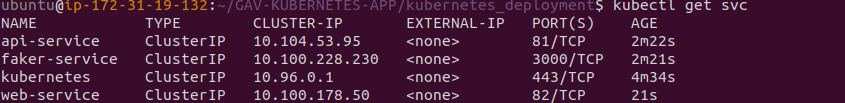 ubuntu@ip-172-31-19-132:~/GAV-KUBERNETES-APP/kubernetes_deployment$ kubectl get svc
NAME TYPE CLUSTER-IP EXTERNAL-IP PORT(S) AGE
api-service ClusterIP 10.104.53.95 <none> 81/TCP 2m22s
faker-service ClusterIP 10.100.228.230 <none> 3000/TCP 2m21s
kubernetes ClusterIP 10.96.0.1 <none> 443/TCP 4m34s
web-service ClusterIP 10.100.178.50 <none> 82/TCP 21s